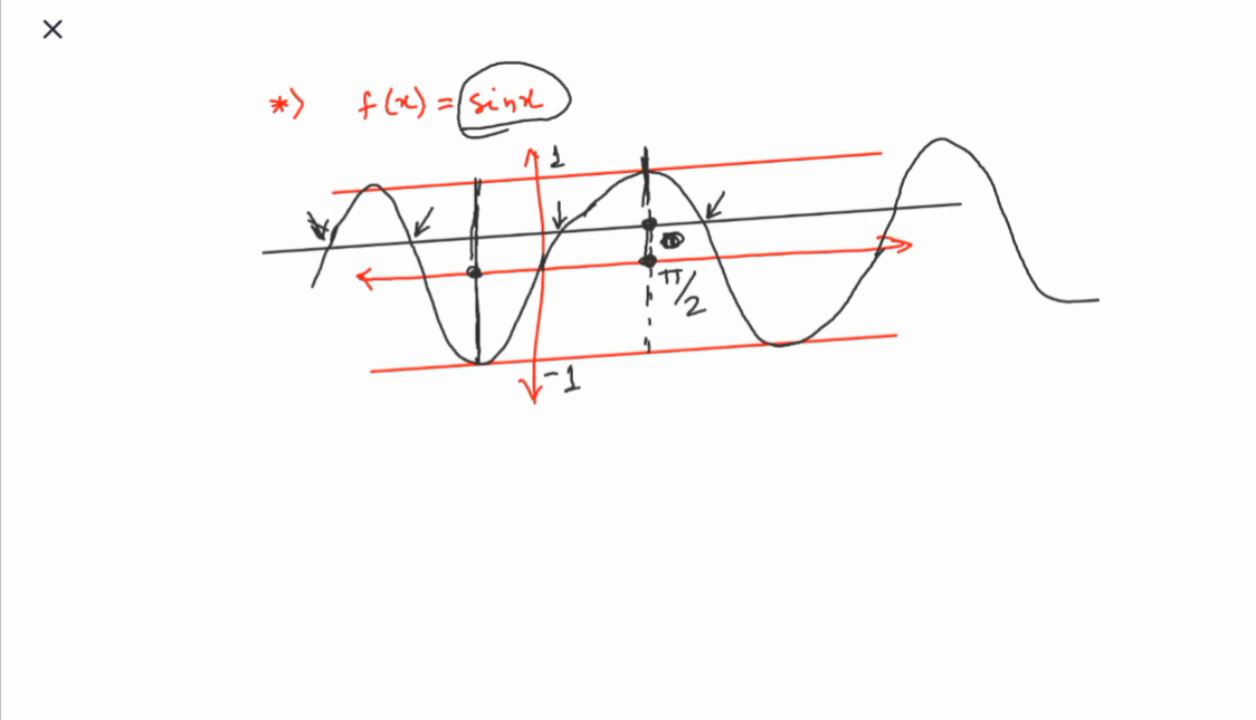 *) f(x) = sinx
1
π/2
-1